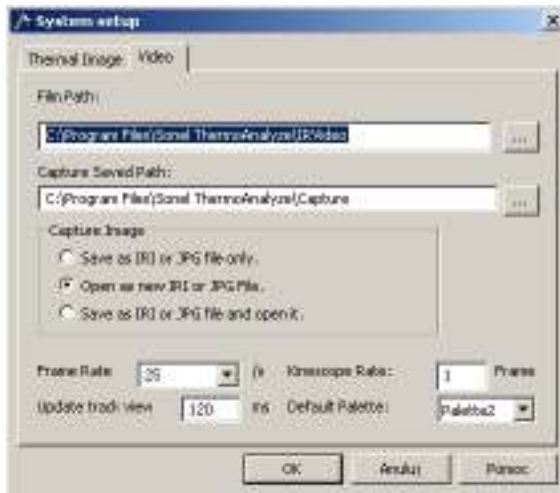 System setup
Thermal Image Video
Film Path:
C:\Program Files\Sonel ThermoAnalyze\IRVideo
...
Capture Saved Path:
C:\Program Files\Sonel ThermoAnalyze\Capture
...
Capture Image
Save as IRI or JPG file only.
Open as new IRI or JPG File.
Save as IRI or JPG file and open it.
Frame Rate 25 /s Kinescope Rate: 1 Frame
Update track view 120 ms Default Palette: Palette2
OK Anuluj Pomoc